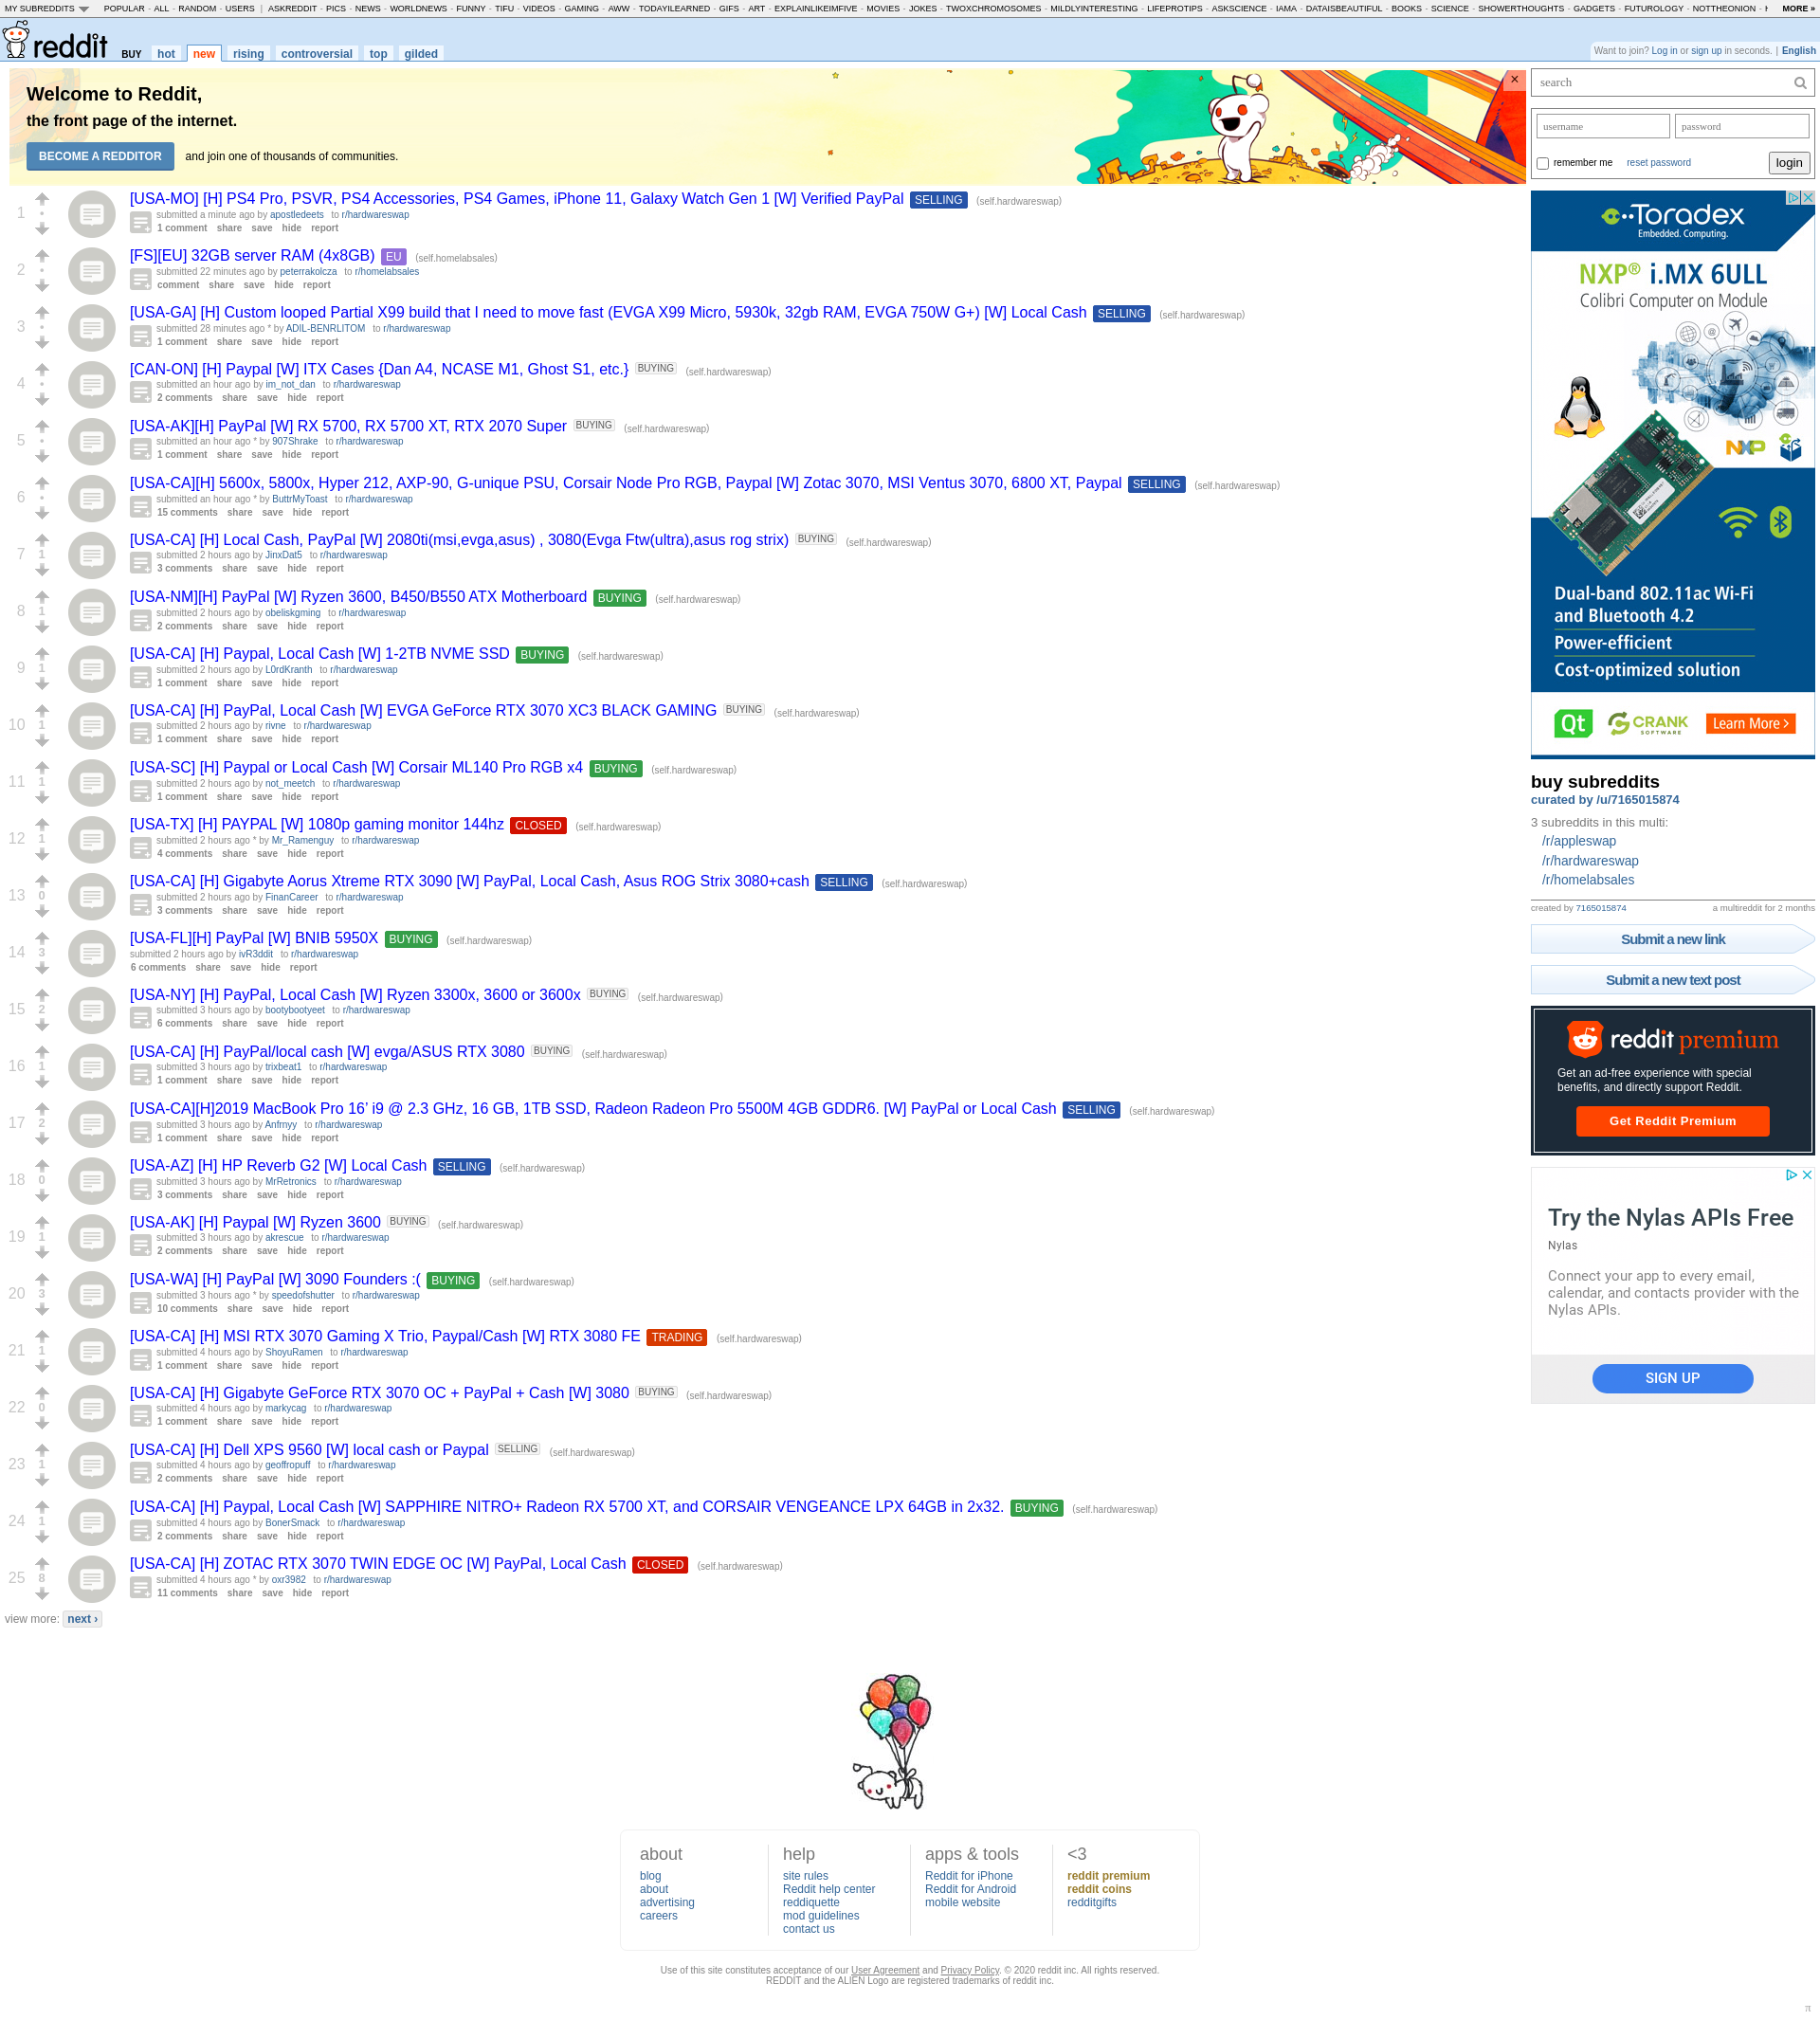 MY SUBREDDITS POPULAR - ALL - RANDOM - USERS | ASKREDDIT - PICS - NEWS - WORLDNEWS - FUNNY - TIFU - VIDEOS - GAMING - AWW - TODAYILEARNED - GIFS - ART - EXPLAINLIKEIMFIVE - MOVIES - JOKES - TWOXCHROMOSOMES - MILDLYINTERESTING - LIFEPROTIPS - ASKSCIENCE - IAMA - DATAISBEAUTIFUL - BOOKS - SCIENCE - SHOWERTHOUGHTS - GADGETS - FUTUROLOGY - NOTTHEONION - MORE »
reddit BUY hot new rising controversial top gilded
Want to join? Log in or sign up in seconds. | English
Welcome to Reddit,
the front page of the internet.
BECOME A REDDITOR and join one of thousands of communities.
×
1
[USA-MO] [H] PS4 Pro, PSVR, PS4 Accessories, PS4 Games, iPhone 11, Galaxy Watch Gen 1 [W] Verified PayPal SELLING (self.hardwareswap)
submitted a minute ago by apostledeets to r/hardwareswap
1 comment share save hide report
2
[FS][EU] 32GB server RAM (4x8GB) EU (self.homelabsales)
submitted 22 minutes ago by peterrakolcza to r/homelabsales
comment share save hide report
3
[USA-GA] [H] Custom looped Partial X99 build that I need to move fast (EVGA X99 Micro, 5930k, 32gb RAM, EVGA 750W G+) [W] Local Cash SELLING (self.hardwareswap)
submitted 28 minutes ago * by ADIL-BENRLITOM to r/hardwareswap
1 comment share save hide report
4
[CAN-ON] [H] Paypal [W] ITX Cases {Dan A4, NCASE M1, Ghost S1, etc.} BUYING (self.hardwareswap)
submitted an hour ago by im_not_dan to r/hardwareswap
2 comments share save hide report
5
[USA-AK][H] PayPal [W] RX 5700, RX 5700 XT, RTX 2070 Super BUYING (self.hardwareswap)
submitted an hour ago * by 907Shrake to r/hardwareswap
1 comment share save hide report
6
[USA-CA][H] 5600x, 5800x, Hyper 212, AXP-90, G-unique PSU, Corsair Node Pro RGB, Paypal [W] Zotac 3070, MSI Ventus 3070, 6800 XT, Paypal SELLING (self.hardwareswap)
submitted an hour ago * by ButtrMyToast to r/hardwareswap
15 comments share save hide report
7 1
[USA-CA] [H] Local Cash, PayPal [W] 2080ti(msi,evga,asus) , 3080(Evga Ftw(ultra),asus rog strix) BUYING (self.hardwareswap)
submitted 2 hours ago by JinxDat5 to r/hardwareswap
3 comments share save hide report
8 1
[USA-NM][H] PayPal [W] Ryzen 3600, B450/B550 ATX Motherboard BUYING (self.hardwareswap)
submitted 2 hours ago by obeliskgming to r/hardwareswap
2 comments share save hide report
9 1
[USA-CA] [H] Paypal, Local Cash [W] 1-2TB NVME SSD BUYING (self.hardwareswap)
submitted 2 hours ago by L0rdKranth to r/hardwareswap
1 comment share save hide report
10 1
[USA-CA] [H] PayPal, Local Cash [W] EVGA GeForce RTX 3070 XC3 BLACK GAMING BUYING (self.hardwareswap)
submitted 2 hours ago by rivne to r/hardwareswap
1 comment share save hide report
11 1
[USA-SC] [H] Paypal or Local Cash [W] Corsair ML140 Pro RGB x4 BUYING (self.hardwareswap)
submitted 2 hours ago by not_meetch to r/hardwareswap
1 comment share save hide report
12 1
[USA-TX] [H] PAYPAL [W] 1080p gaming monitor 144hz CLOSED (self.hardwareswap)
submitted 2 hours ago * by Mr_Ramenguy to r/hardwareswap
4 comments share save hide report
13 0
[USA-CA] [H] Gigabyte Aorus Xtreme RTX 3090 [W] PayPal, Local Cash, Asus ROG Strix 3080+cash SELLING (self.hardwareswap)
submitted 2 hours ago by FinanCareer to r/hardwareswap
3 comments share save hide report
14 3
[USA-FL][H] PayPal [W] BNIB 5950X BUYING (self.hardwareswap)
submitted 2 hours ago by ivR3ddit to r/hardwareswap
6 comments share save hide report
15 2
[USA-NY] [H] PayPal, Local Cash [W] Ryzen 3300x, 3600 or 3600x BUYING (self.hardwareswap)
submitted 3 hours ago by bootybootyeet to r/hardwareswap
6 comments share save hide report
16 1
[USA-CA] [H] PayPal/local cash [W] evga/ASUS RTX 3080 BUYING (self.hardwareswap)
submitted 3 hours ago by trixbeat1 to r/hardwareswap
1 comment share save hide report
17 2
[USA-CA][H]2019 MacBook Pro 16’ i9 @ 2.3 GHz, 16 GB, 1TB SSD, Radeon Radeon Pro 5500M 4GB GDDR6. [W] PayPal or Local Cash SELLING (self.hardwareswap)
submitted 3 hours ago by Anfrnyy to r/hardwareswap
1 comment share save hide report
18 0
[USA-AZ] [H] HP Reverb G2 [W] Local Cash SELLING (self.hardwareswap)
submitted 3 hours ago by MrRetronics to r/hardwareswap
3 comments share save hide report
19 1
[USA-AK] [H] Paypal [W] Ryzen 3600 BUYING (self.hardwareswap)
submitted 3 hours ago by akrescue to r/hardwareswap
2 comments share save hide report
20 3
[USA-WA] [H] PayPal [W] 3090 Founders :( BUYING (self.hardwareswap)
submitted 3 hours ago * by speedofshutter to r/hardwareswap
10 comments share save hide report
21 1
[USA-CA] [H] MSI RTX 3070 Gaming X Trio, Paypal/Cash [W] RTX 3080 FE TRADING (self.hardwareswap)
submitted 4 hours ago by ShoyuRamen to r/hardwareswap
1 comment share save hide report
22 0
[USA-CA] [H] Gigabyte GeForce RTX 3070 OC + PayPal + Cash [W] 3080 BUYING (self.hardwareswap)
submitted 4 hours ago by markycag to r/hardwareswap
1 comment share save hide report
23 1
[USA-CA] [H] Dell XPS 9560 [W] local cash or Paypal SELLING (self.hardwareswap)
submitted 4 hours ago by geoffropuff to r/hardwareswap
2 comments share save hide report
24 1
[USA-CA] [H] Paypal, Local Cash [W] SAPPHIRE NITRO+ Radeon RX 5700 XT, and CORSAIR VENGEANCE LPX 64GB in 2x32. BUYING (self.hardwareswap)
submitted 4 hours ago by BonerSmack to r/hardwareswap
2 comments share save hide report
25 8
[USA-CA] [H] ZOTAC RTX 3070 TWIN EDGE OC [W] PayPal, Local Cash CLOSED (self.hardwareswap)
submitted 4 hours ago * by oxr3982 to r/hardwareswap
11 comments share save hide report
view more: next ›
search
username password
remember me reset password login
Toradex
Embedded. Computing.
NXP® i.MX 6ULL
Colibri Computer on Module
NXP
Dual-band 802.11ac Wi-Fi
and Bluetooth 4.2
Power-efficient
Cost-optimized solution
Qt CRANK SOFTWARE Learn More >
buy subreddits
curated by /u/7165015874
3 subreddits in this multi:
/r/appleswap
/r/hardwareswap
/r/homelabsales
created by 7165015874 a multireddit for 2 months
Submit a new link
Submit a new text post
reddit premium
Get an ad-free experience with special
benefits, and directly support Reddit.
Get Reddit Premium
Try the Nylas APIs Free
Nylas
Connect your app to every email,
calendar, and contacts provider with the
Nylas APIs.
SIGN UP
about help apps & tools <3
blog site rules Reddit for iPhone reddit premium
about Reddit help center Reddit for Android reddit coins
advertising reddiquette mobile website redditgifts
careers mod guidelines
contact us
Use of this site constitutes acceptance of our User Agreement and Privacy Policy. © 2020 reddit inc. All rights reserved.
REDDIT and the ALIEN Logo are registered trademarks of reddit inc.
π